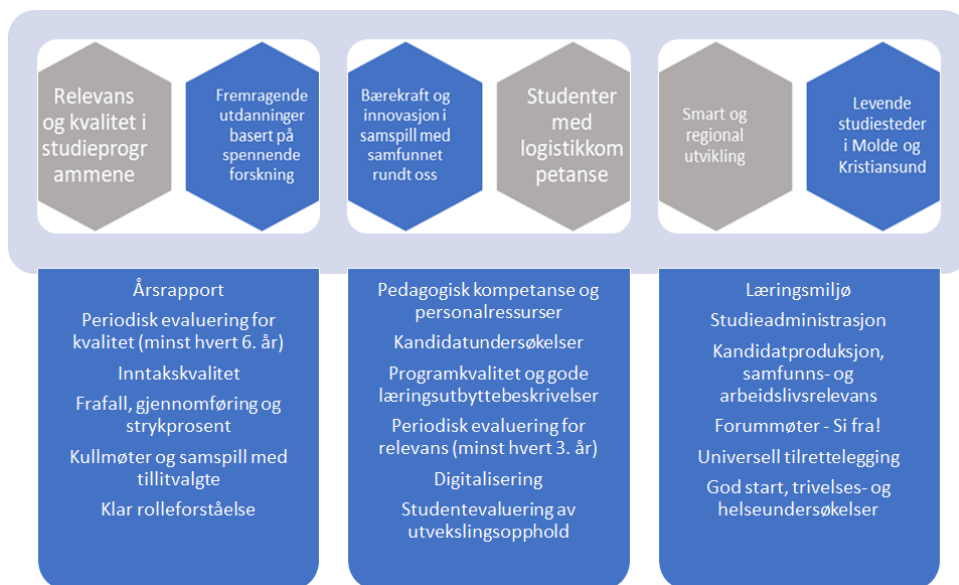 Relevans
og kvalitet i
studieprogr
ammene
Fremragende
utdanninger
basert på
spennende
forskning
Bærekraft og
innovasjon i
samspill med
samfunnet
rundt oss
Studenter
med
logistikkom
petanse
Smart og
regional
utvikling
Levende
studiesteder
i Molde og
Kristiansund
Årsrapport
Periodisk evaluering for
kvalitet (minst hvert 6. år)
Inntakskvalitet
Frafall, gjennomføring og
strykprosent
Kullmøter og samspill med
tillitvalgte
Klar rolleforståelse
Pedagogisk kompetanse og
personalressurser
Kandidatundersøkelser
Programkvalitet og gode
læringsutbyttebeskrivelser
Periodisk evaluering for
relevans (minst hvert 3. år)
Digitalisering
Studentevaluering av
utvekslingsopphold
Læringsmiljø
Studieadministrasjon
Kandidatproduksjon,
samfunns- og
arbeidslivsrelevans
Forummøter - Si fra!
Universell tilrettelegging
God start, trivelses- og
helseundersøkelser